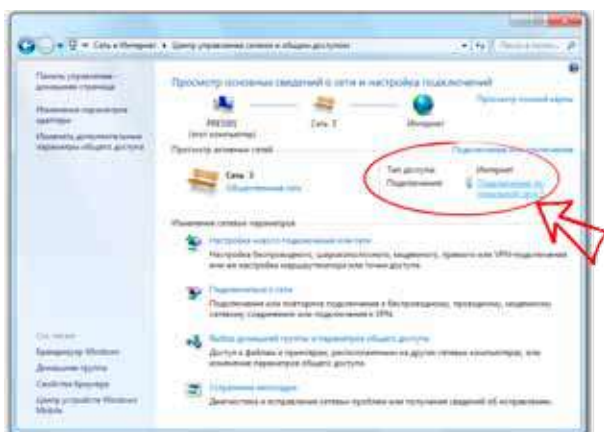 Сеть и Интернет ▸ Центр управления сетями и общим доступом
Панель управления -
домашняя страница
Изменение параметров
адаптера
Изменить дополнительные
параметры общего доступа
Просмотр основных сведений о сети и настройка подключений
Просмотр полной карты
(этот компьютер)
Сеть 3
Интернет
Просмотр активных сетей
Подключение или отключение
Сеть 3
Общественная сеть
Тип доступа:
Интернет
Подключения:
Подключение по
локальной сети
Изменение сетевых параметров
Настройка нового подключения или сети
Настройка беспроводного, широкополосного, модемного, прямого или VPN-подключения
или же настройка маршрутизатора или точки доступа.
Подключиться к сети
Подключение или повторное подключение к беспроводному, проводному, модемному
сетевому соединению или подключение к VPN.
Выбор домашней группы и параметров общего доступа
Доступ к файлам и принтерам, расположенным на других сетевых компьютерах, или
изменение параметров общего доступа.
Устранение неполадок
Диагностика и исправление сетевых проблем или получение сведений об исправлении.
См. также
Брандмауэр Windows
Домашняя группа
Свойства браузера
Центр устройств Windows
Mobile